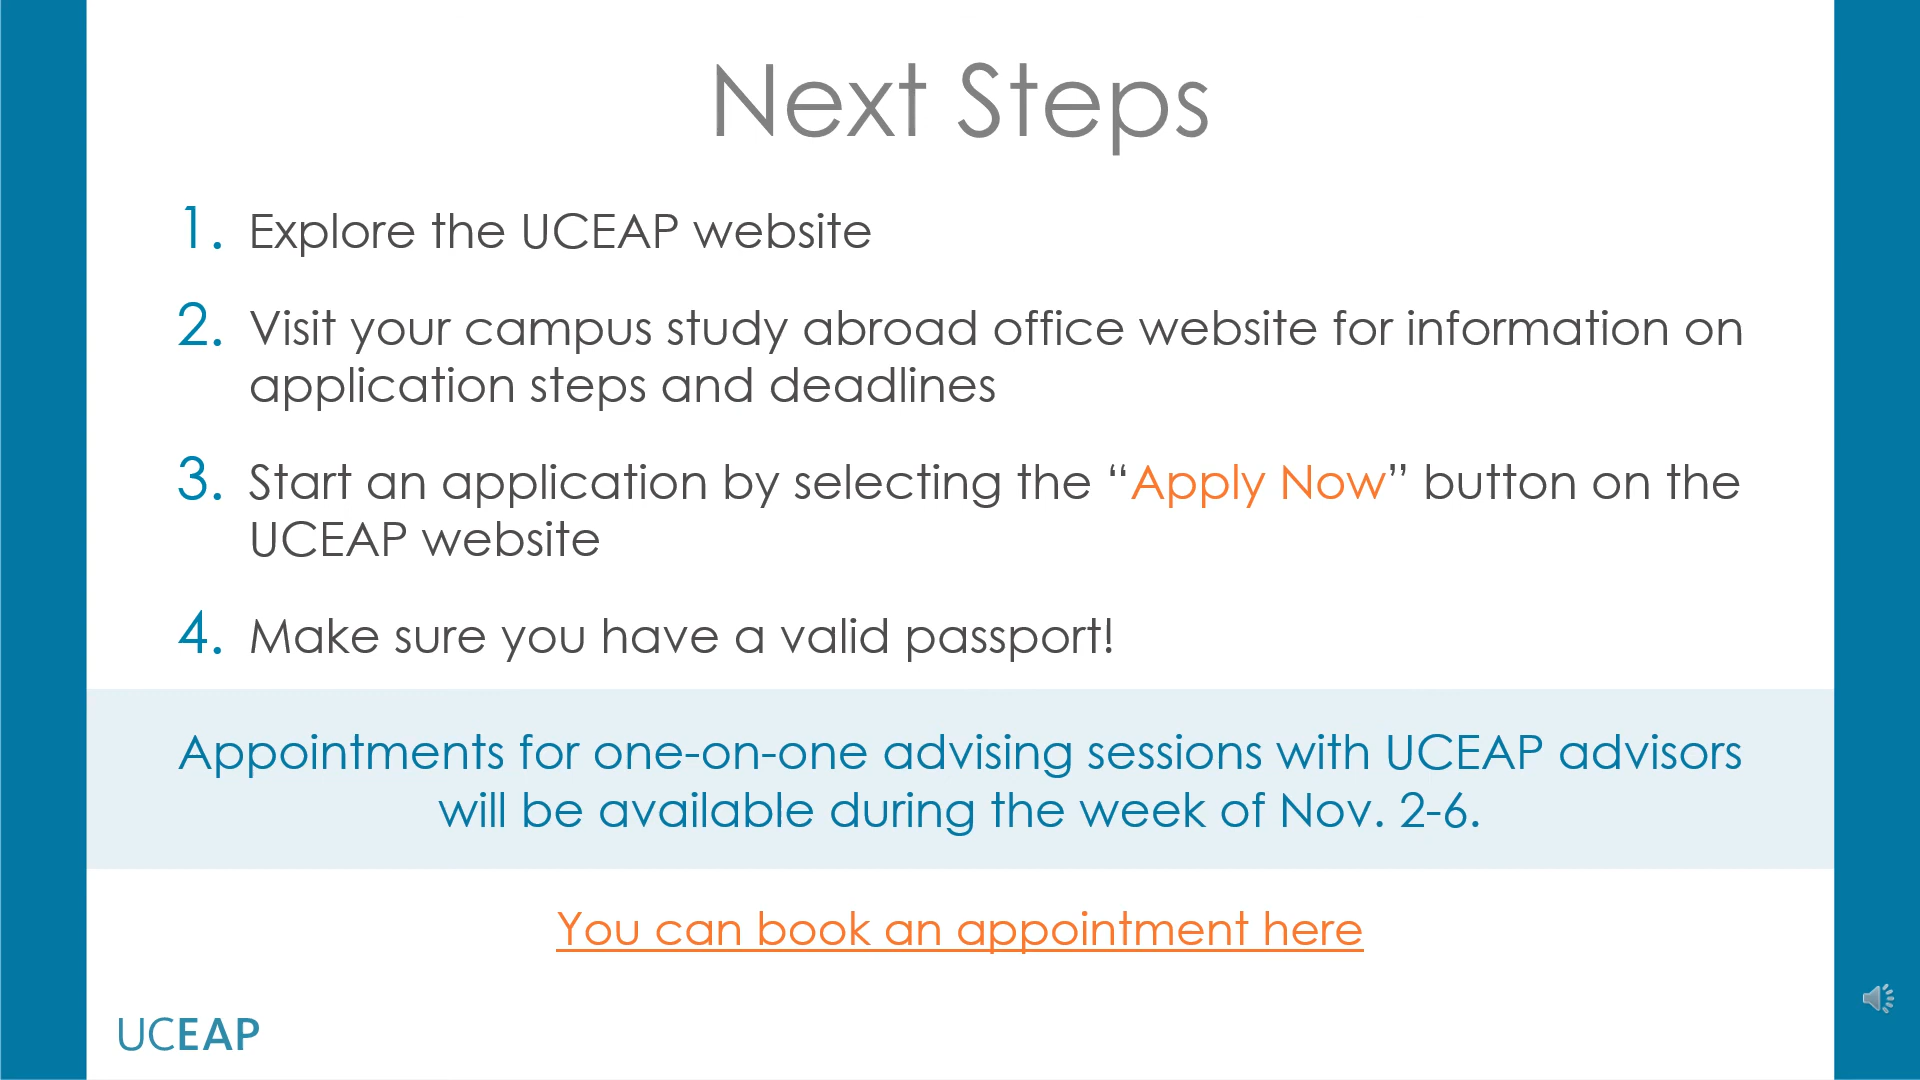 Next Steps
1. Explore the UCEAP website
2. Visit your campus study abroad office website for information on
application steps and deadlines
3. Start an application by selecting the “Apply Now” button on the
UCEAP website
4. Make sure you have a valid passport!
Appointments for one-on-one advising sessions with UCEAP advisors
will be available during the week of Nov. 2-6.
You can book an appointment here
UCEAP